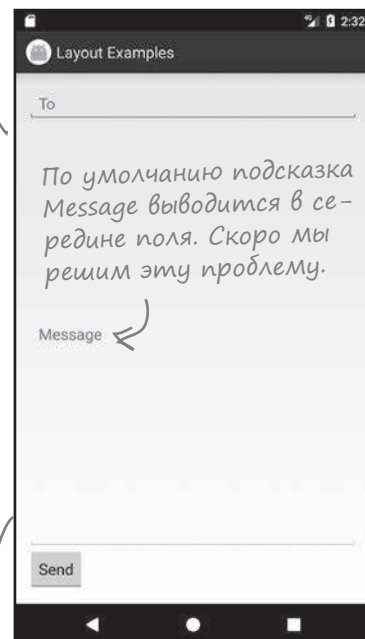 2:32
Layout Examples
To
По умолчанию подсказка
Message выводится в се-
редине поля. Скоро мы
решим эту проблему.
Message
Send